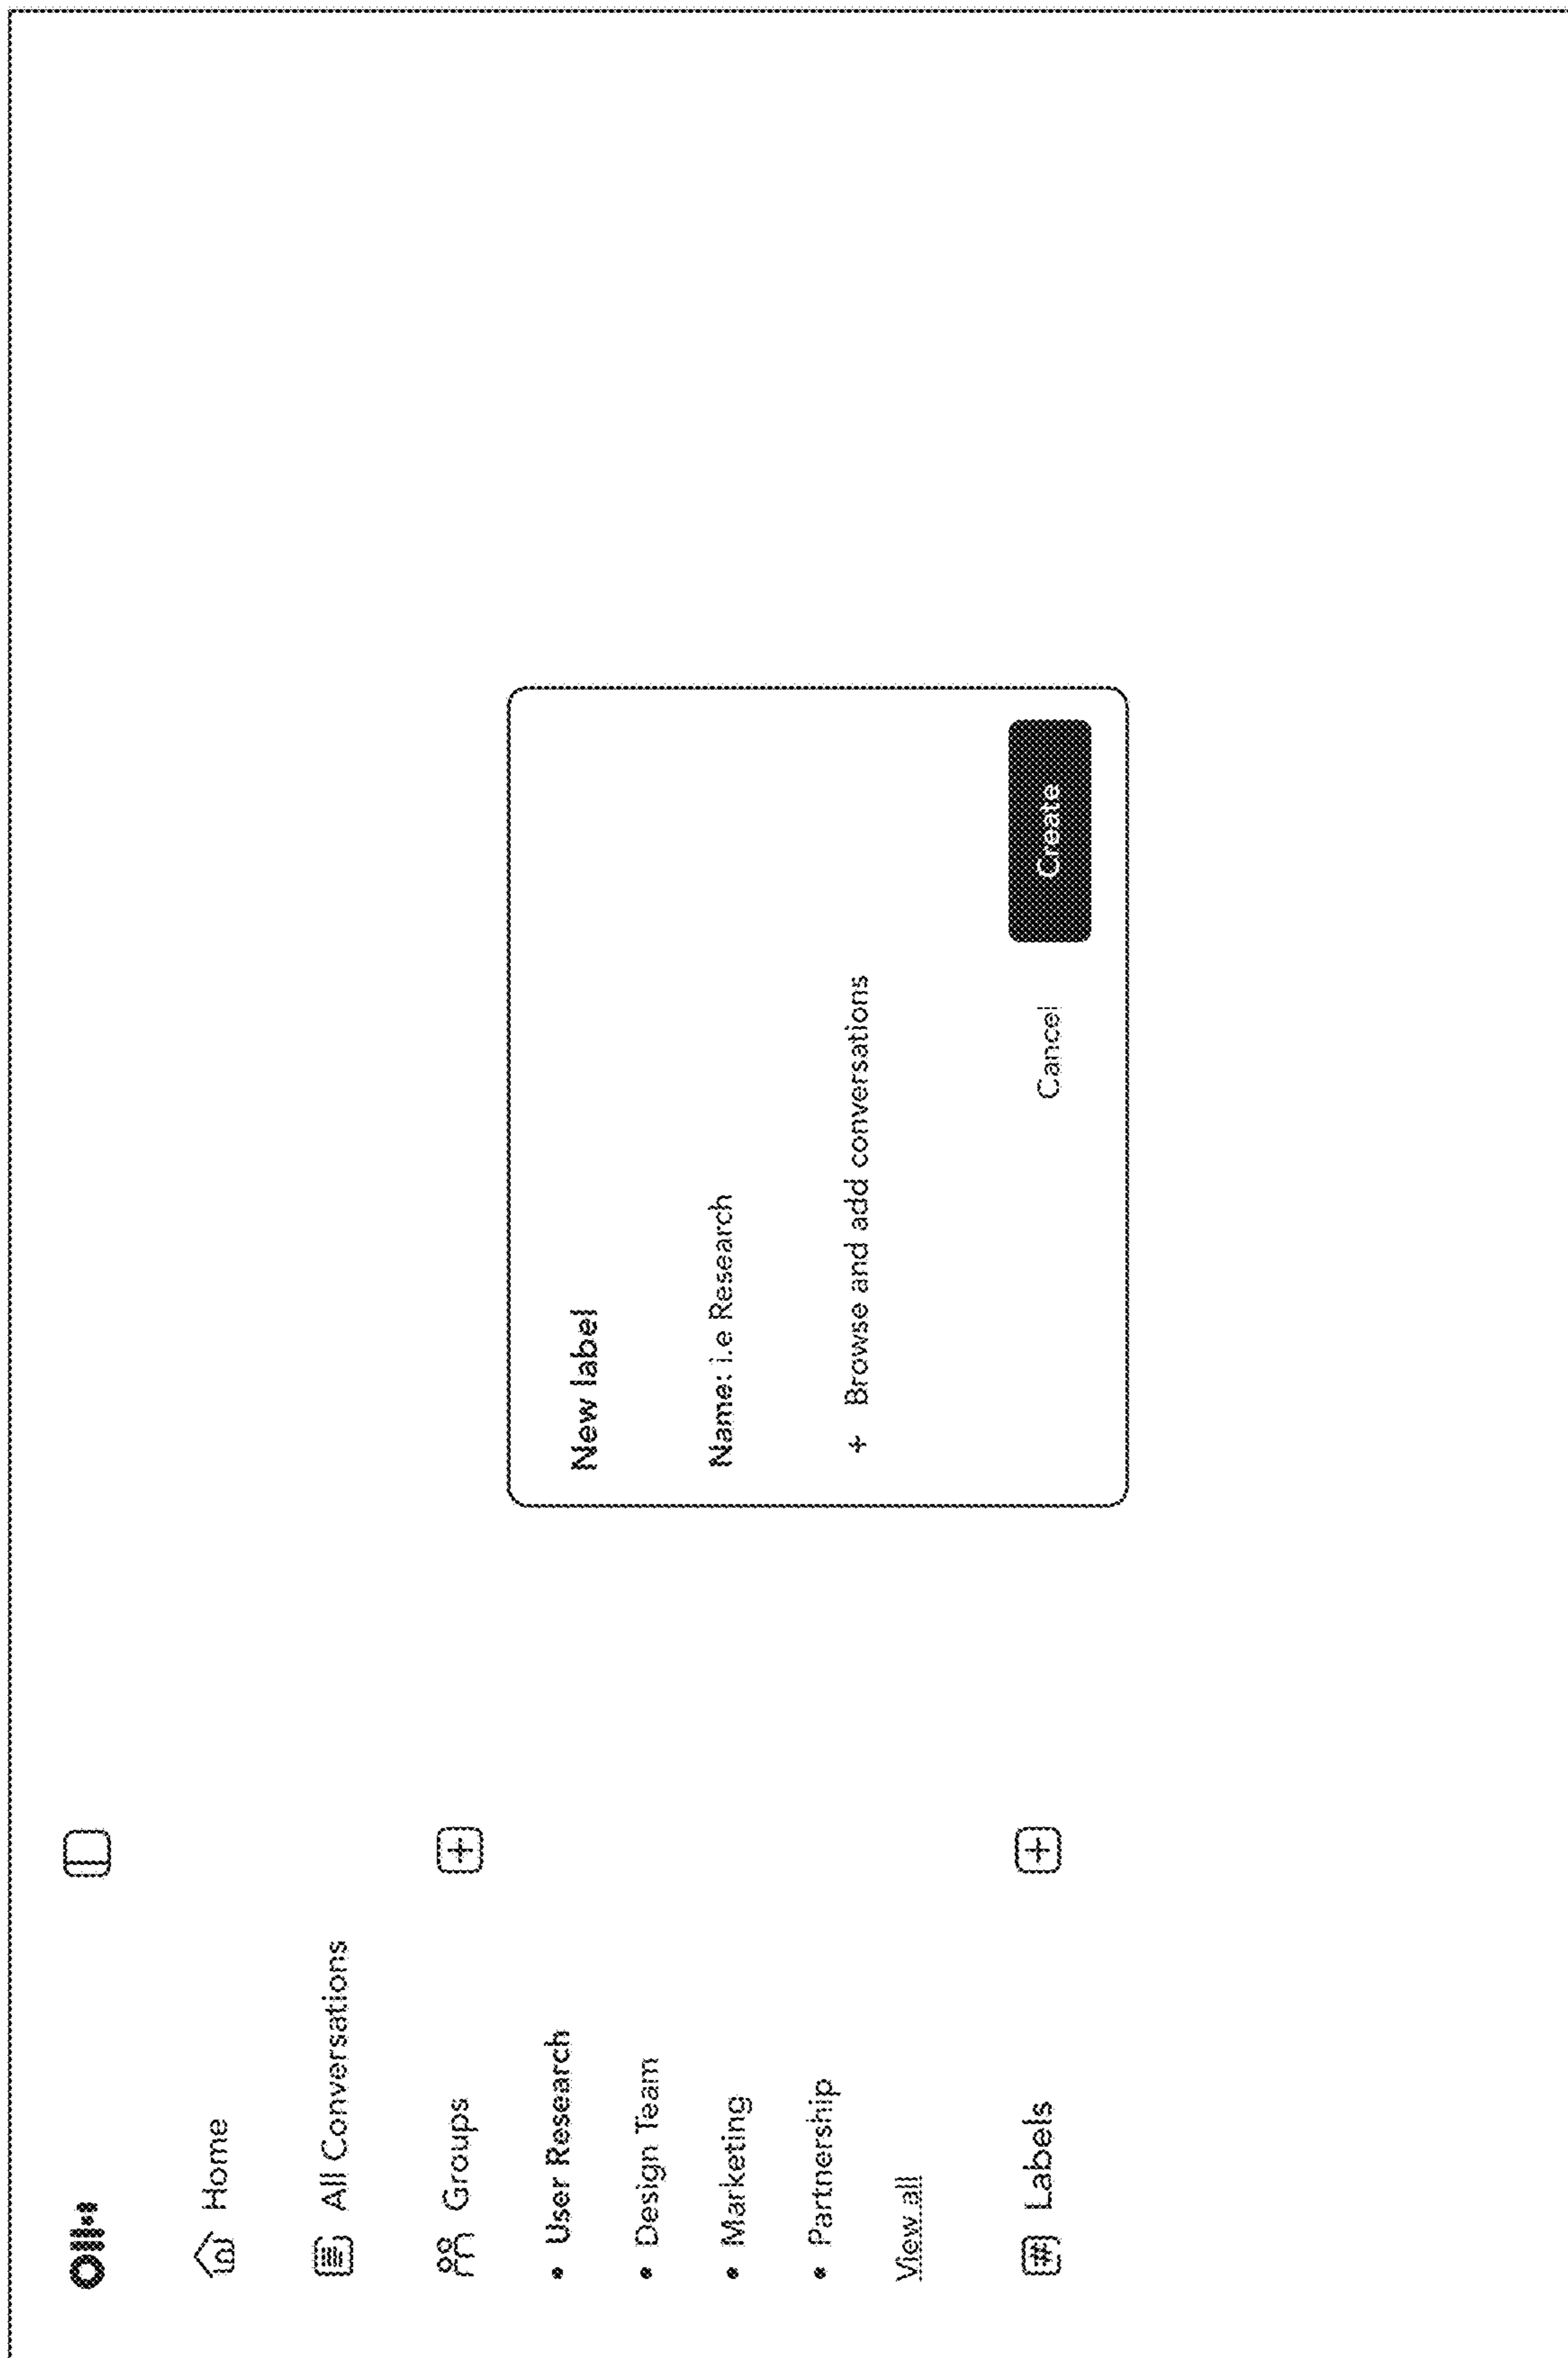 Home
All Conversations
Groups
• User Research
• Design Team
• Marketing
• Partnership
View all
Labels
New label
Name: i.e Research
+ Browse and add conversations
Cancel
Create